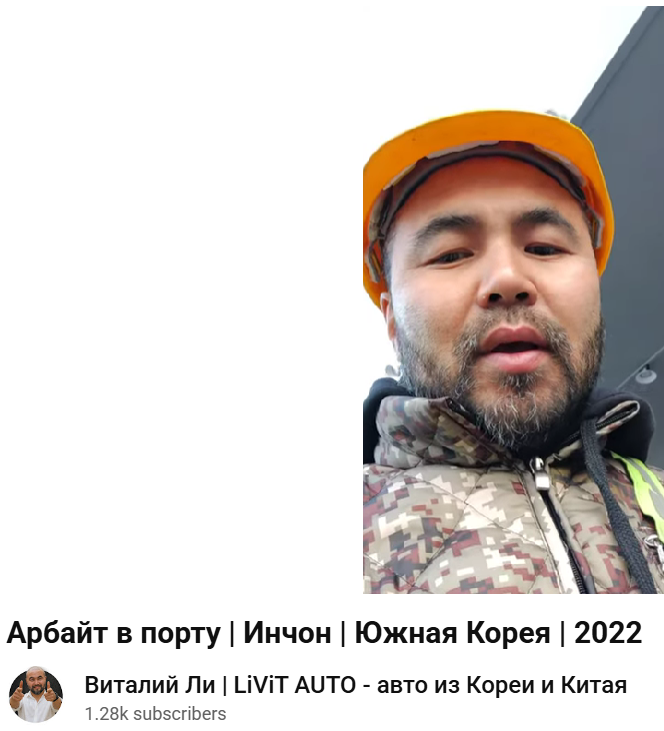 Арбайт в порту | Инчон | Южная Корея | 2022
Виталий Ли | LiViT AUTO - авто из Кореи и Китая
1.28k subscribers